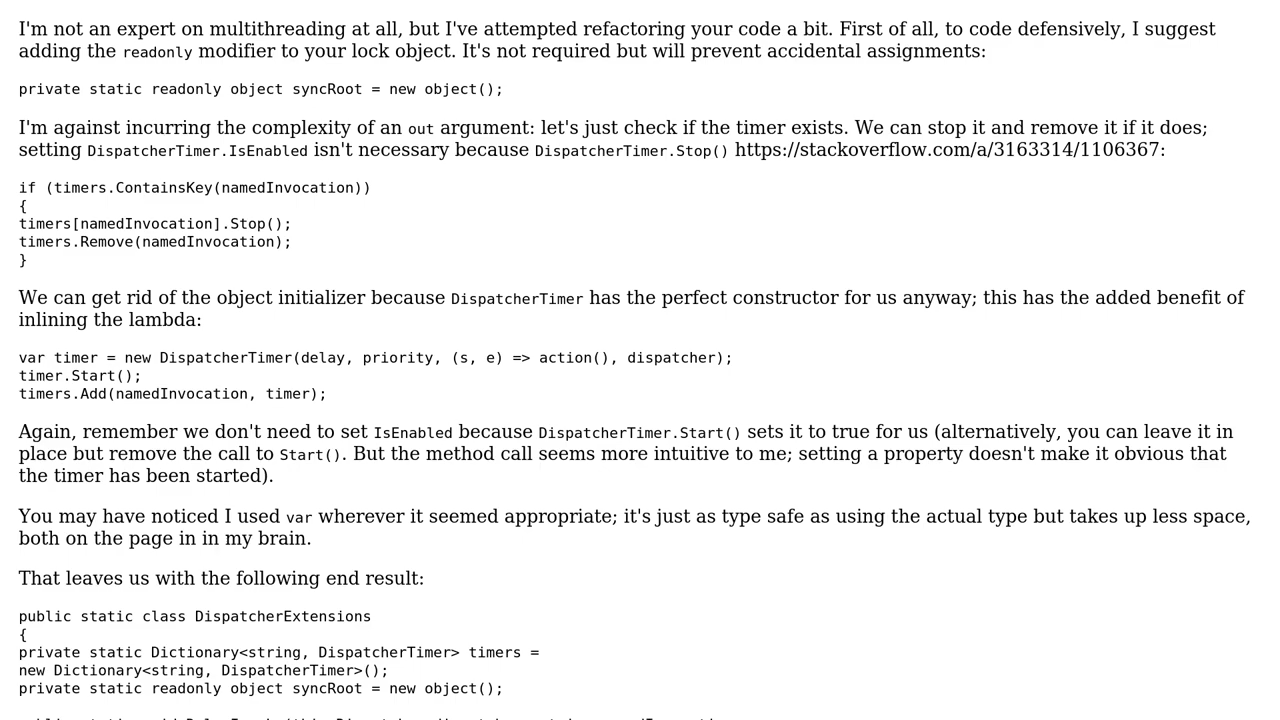 I'm not an expert on multithreading at all, but I've attempted refactoring your code a bit. First of all, to code defensively, I suggest
adding the readonly modifier to your lock object. It's not required but will prevent accidental assignments:
private static readonly object syncRoot = new object();
I'm against incurring the complexity of an out argument: let's just check if the timer exists. We can stop it and remove it if it does;
setting DispatcherTimer.IsEnabled isn't necessary because DispatcherTimer.Stop() https://stackoverflow.com/a/3163314/1106367:
if (timers.ContainsKey(namedInvocation))
{
timers[namedInvocation].Stop();
timers.Remove(namedInvocation);
}
We can get rid of the object initializer because DispatcherTimer has the perfect constructor for us anyway; this has the added benefit of
inlining the lambda:
var timer = new DispatcherTimer(delay, priority, (s, e) => action(), dispatcher);
timer.Start();
timers.Add(namedInvocation, timer);
Again, remember we don't need to set IsEnabled because DispatcherTimer.Start() sets it to true for us (alternatively, you can leave it in
place but remove the call to Start(). But the method call seems more intuitive to me; setting a property doesn't make it obvious that
the timer has been started).
You may have noticed I used var wherever it seemed appropriate; it's just as type safe as using the actual type but takes up less space,
both on the page in in my brain.
That leaves us with the following end result:
public static class DispatcherExtensions
{
private static Dictionary<string, DispatcherTimer> timers =
new Dictionary<string, DispatcherTimer>();
private static readonly object syncRoot = new object();